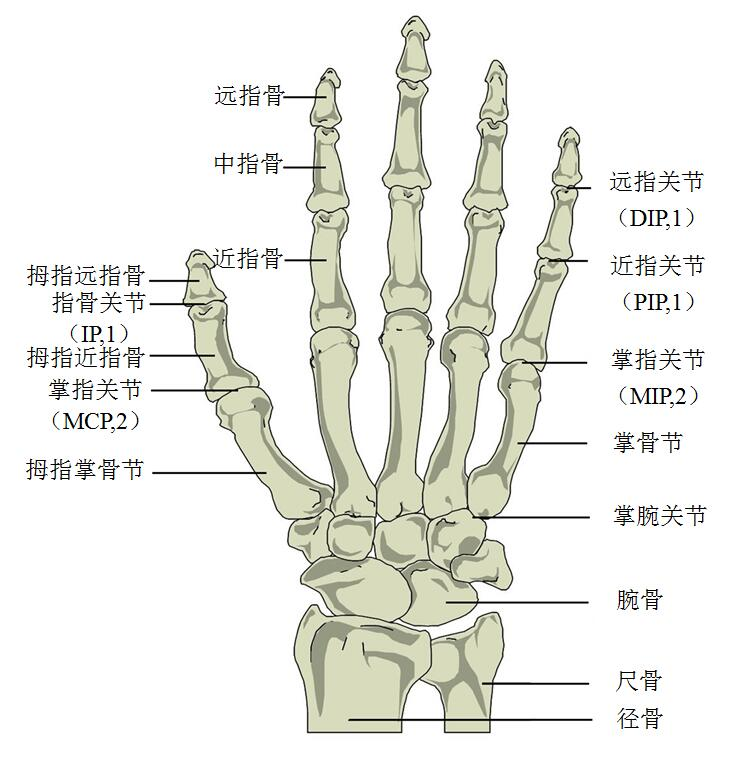 远指骨
中指骨
近指骨
拇指远指骨
指骨关节
（IP,1）
拇指近指骨
掌指关节
（MCP,2）
拇指掌骨节
远指关节
（DIP,1）
近指关节
（PIP,1）
掌指关节
（MIP,2）
掌骨节
掌腕关节
腕骨
尺骨
径骨